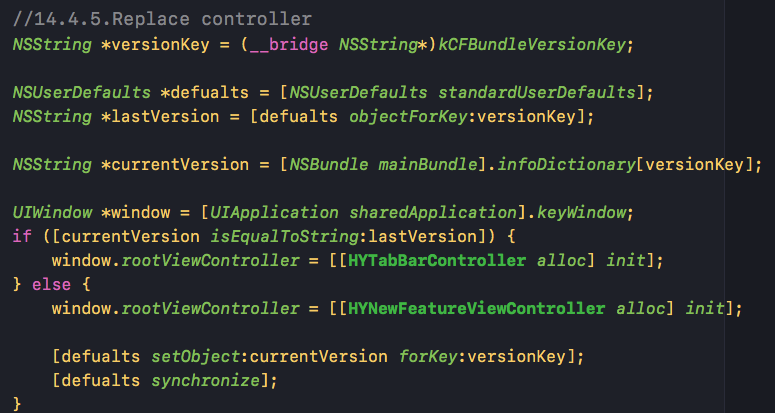 //14.4.5.Replace controller
NSString *versionKey = (__bridge NSString*)kCFBundleVersionKey;
NSUserDefaults *defualts = [NSUserDefaults standardUserDefaults];
NSString *lastVersion = [defualts objectForKey:versionKey];
NSString *currentVersion = [NSBundle mainBundle].infoDictionary[versionKey];
UIWindow *window = [UIApplication sharedApplication].keyWindow;
if ([currentVersion isEqualToString:lastVersion]) {
    window.rootViewController = [[HYTabBarController alloc] init];
} else {
    window.rootViewController = [[HYNewFeatureViewController alloc] init];
    [defualts setObject:currentVersion forKey:versionKey];
    [defualts synchronize];
}